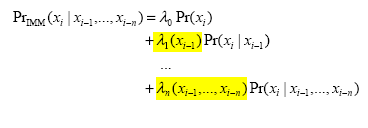 Pr_IMM(x_i | x_{i−1},...,x_{i−n}) = λ_0 Pr(x_i)
+ λ_1(x_{i−1}) Pr(x_i | x_{i−1})
...
+ λ_n(x_{i−1},...,x_{i−n}) Pr(x_i | x_{i−1},...,x_{i−n})